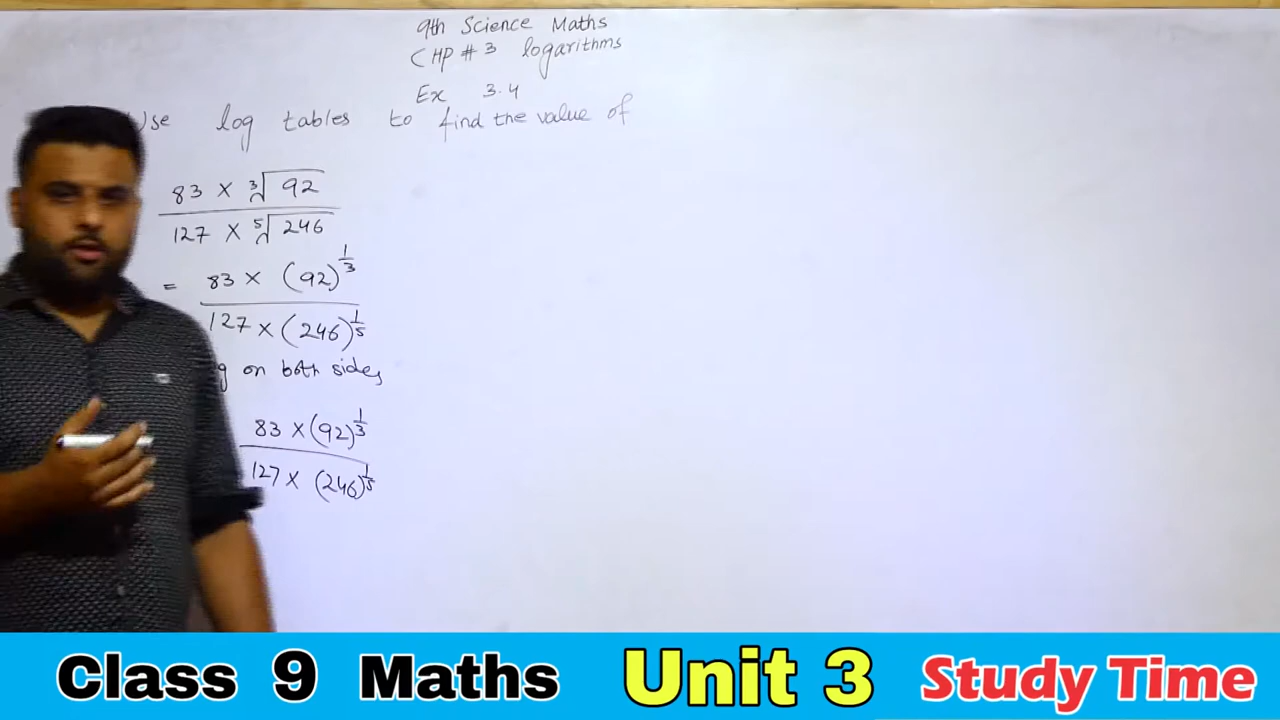 9th Science Maths
CHP # 3 logarithms
Ex 3.4
Use log tables to find the value of
83 × ∛92
127 × ⁵√246
= 83 × (92)^1/3
127 × (246)^1/5
on both sides
83 × (92)^1/3
127 × (246)^1/5
Class 9 Maths Unit 3 Study Time